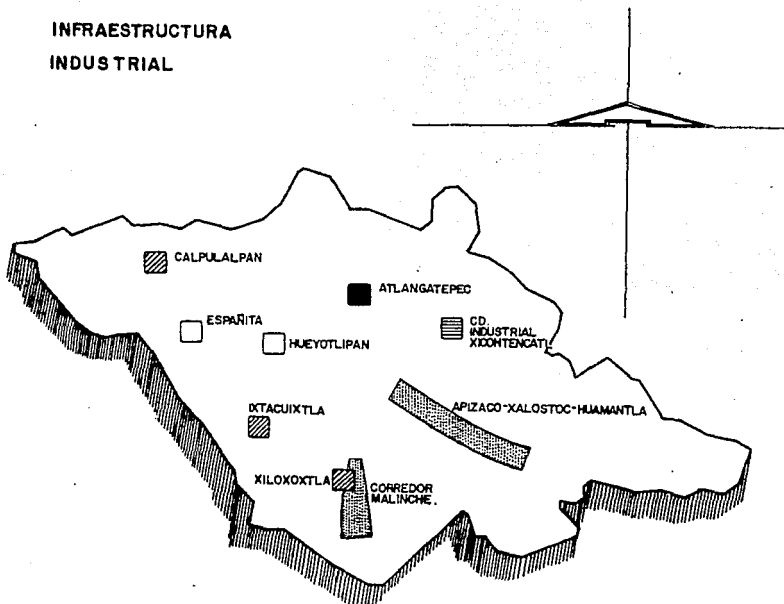 INFRAESTRUCTURA
INDUSTRIAL
CALPULALPAN
ATLANGATEPEC
ESPAÑITA
HUEYOTLIPAN
CD.
INDUSTRIAL
XICOHTENCATL
IXTACUIXTLA
APIZACO-XALOSTOC-HUAMANTLA
XILOXOXTLA
CORREDOR
MALINCHE.